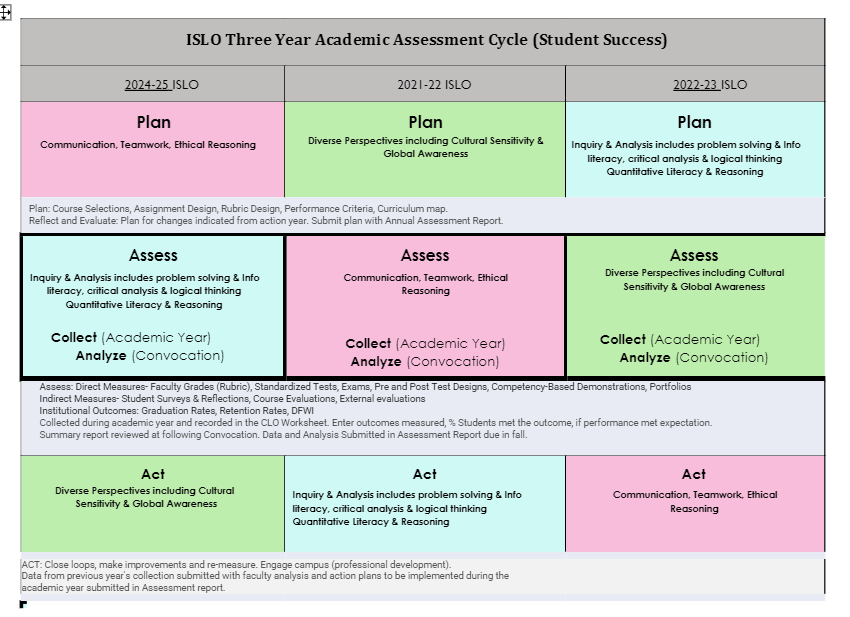 ISLO Three Year Academic Assessment Cycle (Student Success)
2024-25 ISLO
2021-22 ISLO
2022-23 ISLO
Plan
Communication, Teamwork, Ethical Reasoning
Plan
Diverse Perspectives including Cultural Sensitivity &
Global Awareness
Plan
Inquiry & Analysis includes problem solving & Info
literacy, critical analysis & logical thinking
Quantitative Literacy & Reasoning
Plan: Course Selections, Assignment Design, Rubric Design, Performance Criteria, Curriculum map.
Reflect and Evaluate: Plan for changes indicated from action year. Submit plan with Annual Assessment Report.
Assess
Inquiry & Analysis includes problem solving & Info
literacy, critical analysis & logical thinking
Quantitative Literacy & Reasoning
Collect (Academic Year)
Analyze (Convocation)
Assess
Communication, Teamwork, Ethical
Reasoning
Collect (Academic Year)
Analyze (Convocation)
Assess
Diverse Perspectives including Cultural
Sensitivity & Global Awareness
Collect (Academic Year)
Analyze (Convocation)
Assess: Direct Measures- Faculty Grades (Rubric), Standardized Tests, Exams, Pre and Post Test Designs, Competency-Based Demonstrations, Portfolios
Indirect Measures- Student Surveys & Reflections, Course Evaluations, External evaluations
Institutional Outcomes: Graduation Rates, Retention Rates, DFWI
Collected during academic year and recorded in the CLO Worksheet. Enter outcomes measured, % Students met the outcome, if performance met expectation.
Summary report reviewed at following Convocation. Data and Analysis Submitted in Assessment Report due in fall.
Act
Diverse Perspectives including Cultural
Sensitivity & Global Awareness
Act
Inquiry & Analysis includes problem solving & Info
literacy, critical analysis & logical thinking
Quantitative Literacy & Reasoning
Act
Communication, Teamwork, Ethical
Reasoning
ACT: Close loops, make improvements and re-measure. Engage campus (professional development).
Data from previous year's collection submitted with faculty analysis and action plans to be implemented during the
academic year submitted in Assessment report.